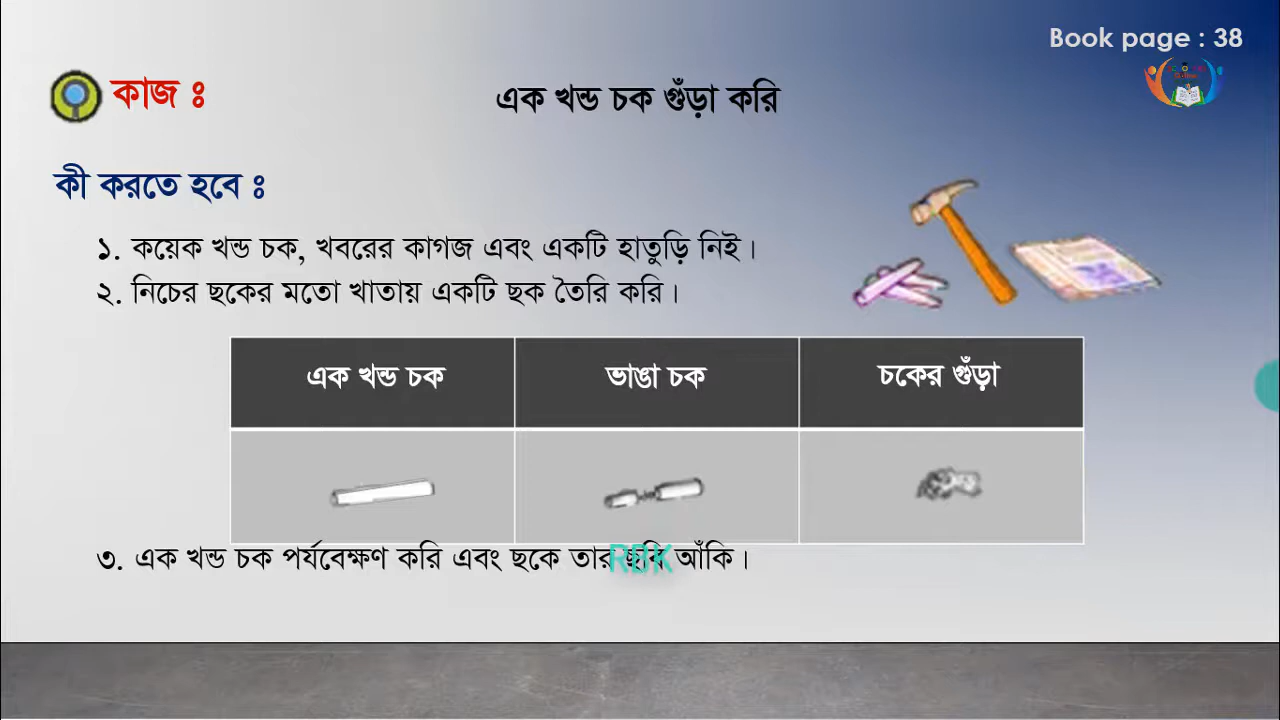 Book page : 38
কাজ ঃ
এক খন্ড চক গুঁড়া করি
কী করতে হবে ঃ
১. কয়েক খন্ড চক, খবরের কাগজ এবং একটি হাতুড়ি নিই।
২. নিচের ছকের মতো খাতায় একটি ছক তৈরি করি।
এক খন্ড চক
ভাঙা চক
চকের গুঁড়া
৩. এক খন্ড চক পর্যবেক্ষণ করি এবং ছকে তার ছবি আঁকি।
RBK